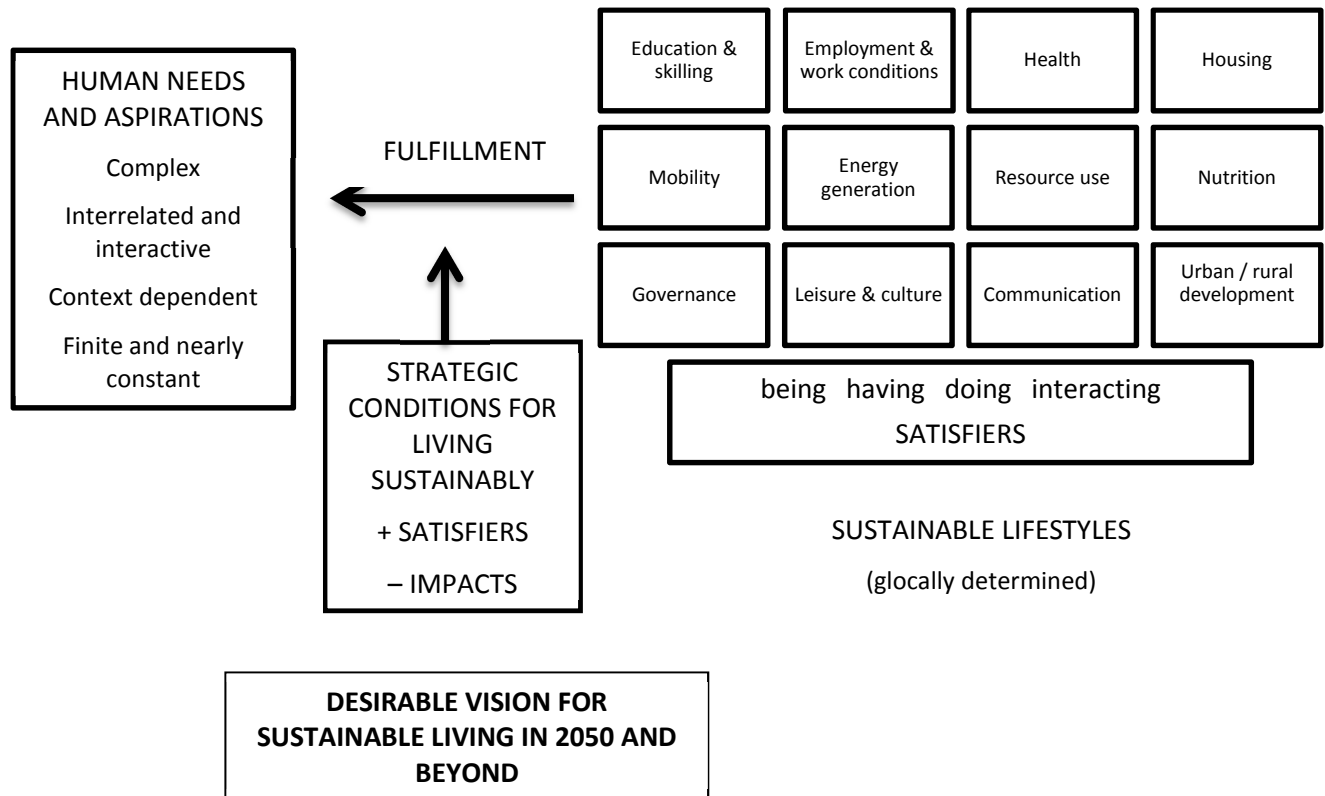 HUMAN NEEDS
AND ASPIRATIONS
Complex
Interrelated and
interactive
Context dependent
Finite and nearly
constant
FULFILLMENT
STRATEGIC
CONDITIONS FOR
LIVING
SUSTAINABLY
+ SATISFIERS
– IMPACTS
Education &
skilling
Employment &
work conditions
Health
Housing
Mobility
Energy
generation
Resource use
Nutrition
Governance
Leisure & culture
Communication
Urban / rural
development
being having doing interacting
SATISFIERS
SUSTAINABLE LIFESTYLES
(glocally determined)
DESIRABLE VISION FOR
SUSTAINABLE LIVING IN 2050 AND
BEYOND